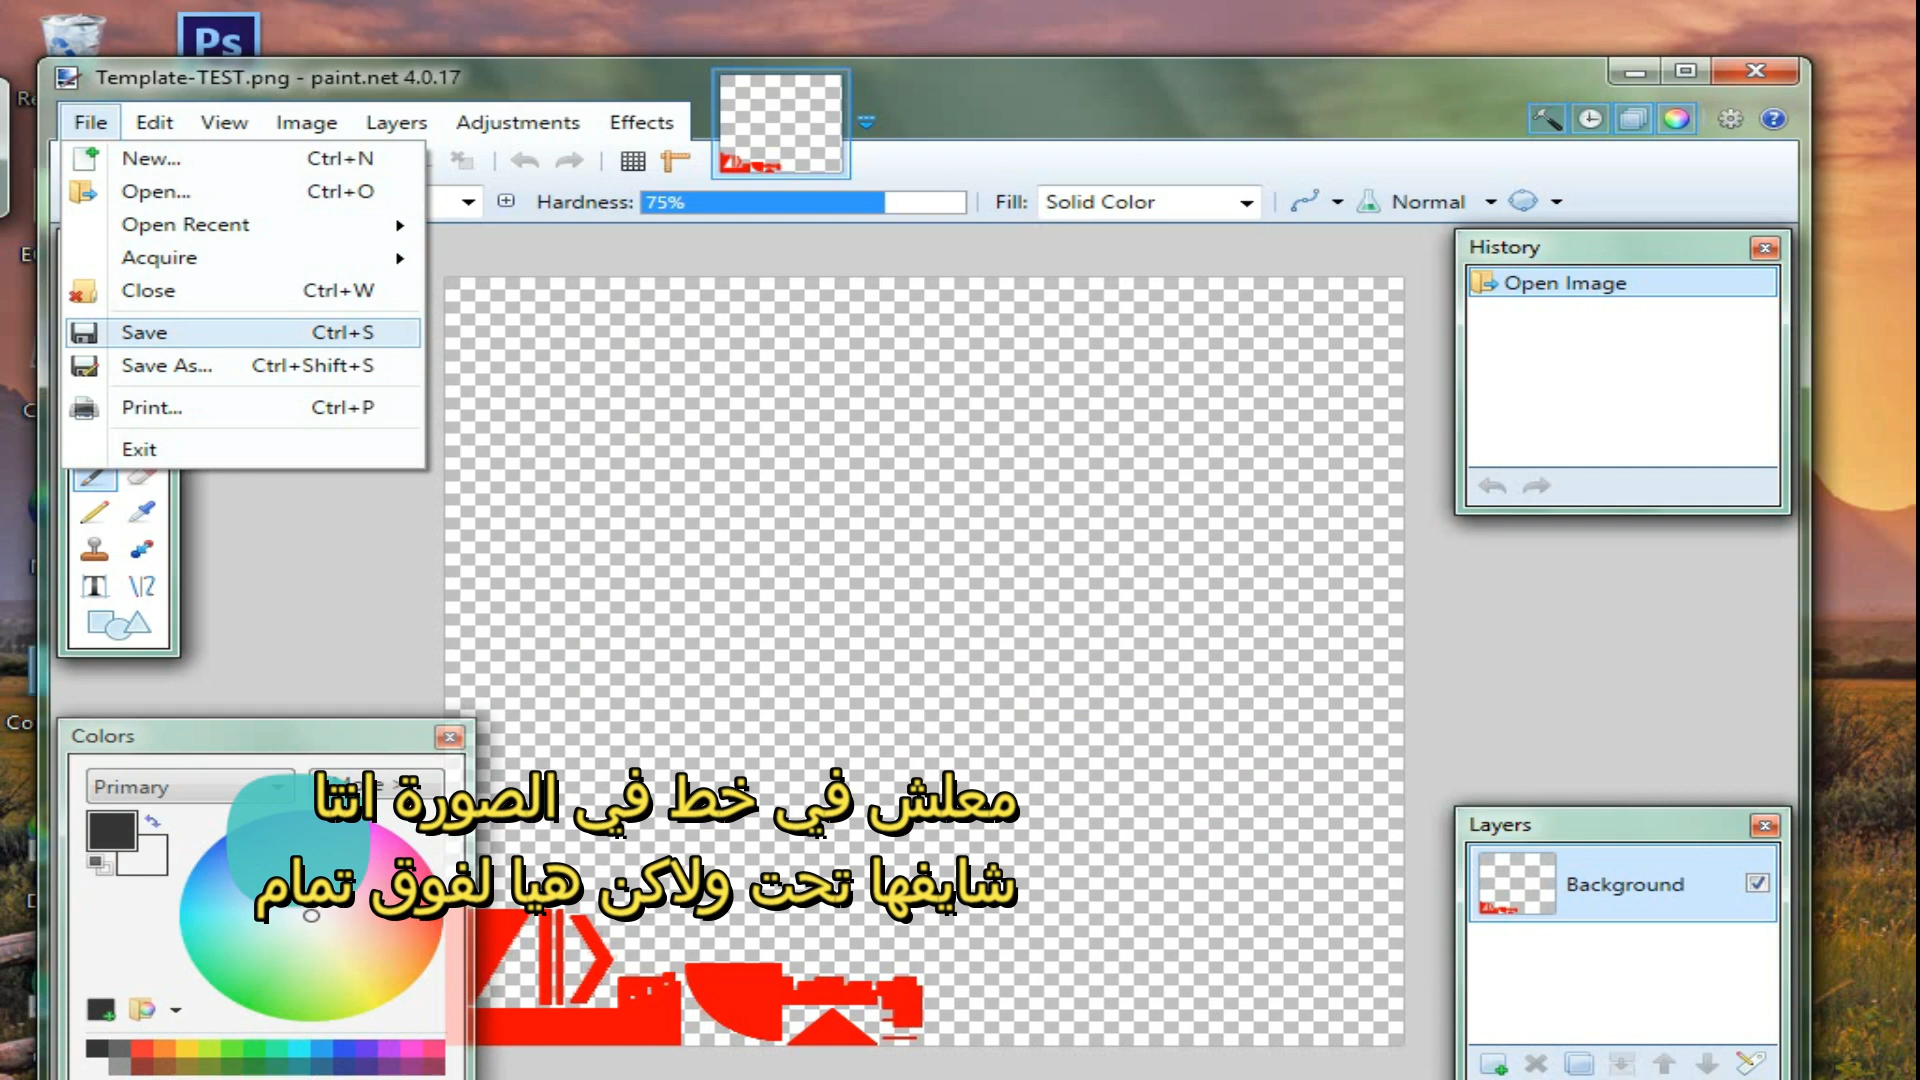 Ps
Template-TEST.png - paint.net 4.0.17
File Edit View Image Layers Adjustments Effects
New... Ctrl+N
Open... Ctrl+O
Open Recent
Acquire
Close Ctrl+W
Save Ctrl+S
Save As... Ctrl+Shift+S
Print... Ctrl+P
Exit
Hardness: 75% Fill: Solid Color Normal
History
Open Image
Colors
Primary
معلش في خط في الصورة انتا
شايفها تحت ولاكن هيا لفوق تمام
Layers
Background